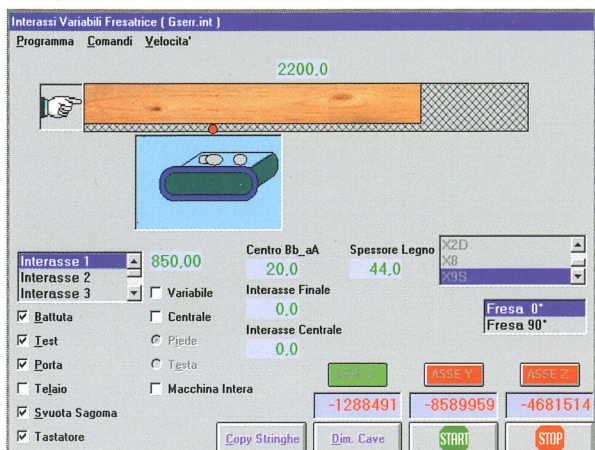 Interassi Variabili Fresatrice ( Gserr.int )
Programma Comandi Velocita'
2200,0
Interasse 1
Interasse 2
Interasse 3
850,00
Centro Bb_aA
20,0
Spessore Legno
44,0
X2D
X8
X9S
Variabile
Interasse Finale
0,0
Fresa 0°
Fresa 90°
Battuta
Centrale
Interasse Centrale
0,0
Test
Piede
Porta
Testa
ASSE Y
ASSE Z
Telaio
Macchina Intera
-1288491
-8589959
-4681514
Svuota Sagoma
Tastatore
Copy Stringhe
Dim. Cave
START
STOP